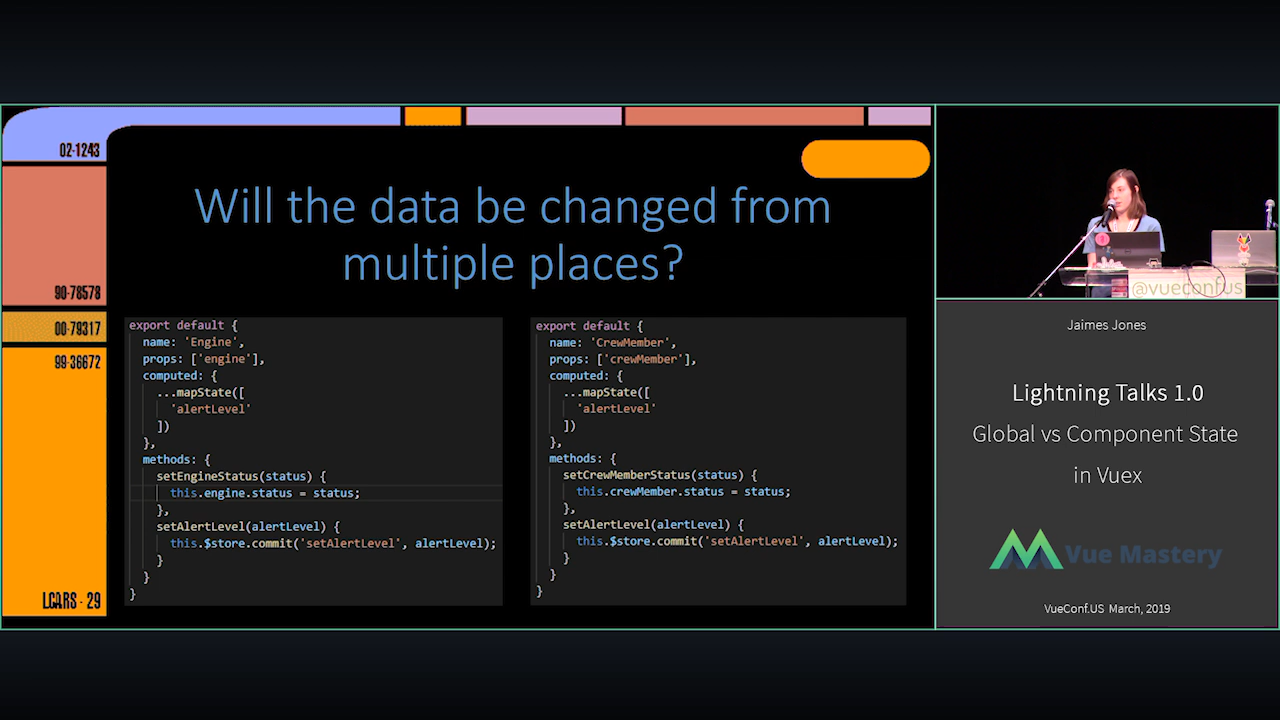 02-1243
90-78578
00-79317
99-36672
LCARS - 29
Will the data be changed from
multiple places?
export default {
  name: 'Engine',
  props: ['engine'],
  computed: {
    ...mapState([
      'alertLevel'
    ])
  },
  methods: {
    setEngineStatus(status) {
      this.engine.status = status;
    },
    setAlertLevel(alertLevel) {
      this.$store.commit('setAlertLevel', alertLevel);
    }
  }
}
export default {
  name: 'CrewMember',
  props: ['crewMember'],
  computed: {
    ...mapState([
      'alertLevel'
    ])
  },
  methods: {
    setCrewMemberStatus(status) {
      this.crewMember.status = status;
    },
    setAlertLevel(alertLevel) {
      this.$store.commit('setAlertLevel', alertLevel);
    }
  }
}
@vueconfus
Jaimes Jones
Lightning Talks 1.0
Global vs Component State
in Vuex
Vue Mastery
VueConf.US March, 2019